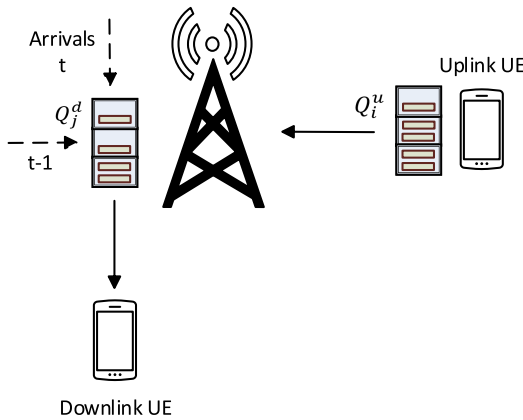 Arrivals
t
Uplink UE
$Q_j^d$
$Q_i^u$
t-1
Downlink UE